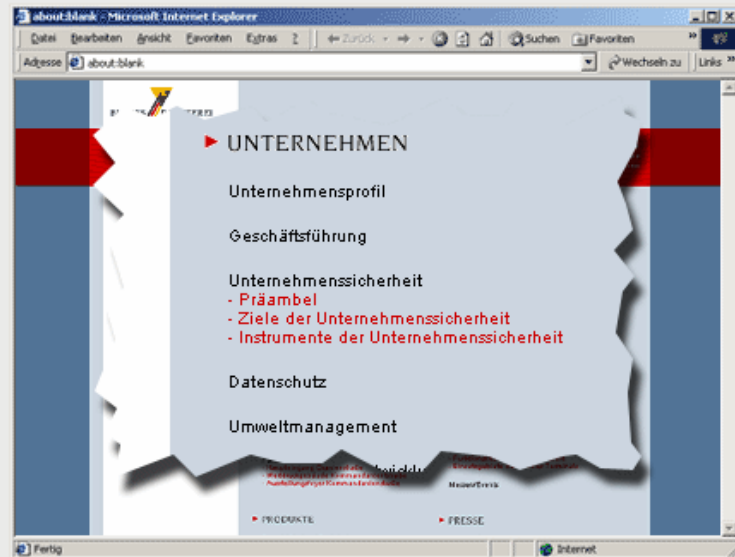 about:blank - Microsoft Internet Explorer
Datei Bearbeiten Ansicht Favoriten Extras ? Zurück Suchen Favoriten »
Adresse about:blank Wechseln zu Links »
UNTERNEHMEN
Unternehmensprofil
Geschäftsführung
Unternehmenssicherheit
- Präambel
- Ziele der Unternehmenssicherheit
- Instrumente der Unternehmenssicherheit
Datenschutz
Umweltmanagement
PRODUKTE PRESSE
Fertig Internet